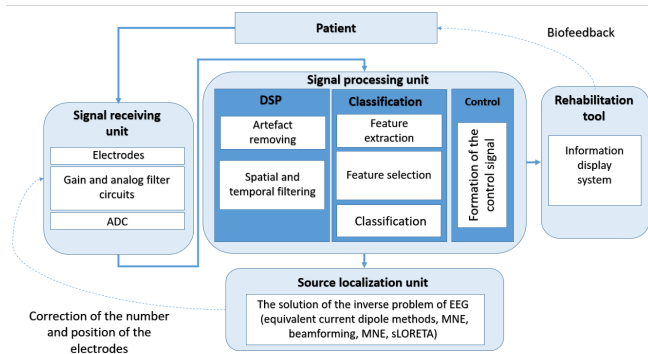 Patient
Biofeedback
Signal processing unit
DSP
Classification
Control
Artefact
removing
Spatial and
temporal filtering
Feature
extraction
Feature selection
Classification
Formation of the
control signal
Signal receiving
unit
Electrodes
Gain and analog filter
circuits
ADC
Rehabilitation
tool
Information
display
system
Source localization unit
The solution of the inverse problem of EEG
(equivalent current dipole methods, MNE,
beamforming, MNE, sLORETA)
Correction of the number
and position of the
electrodes